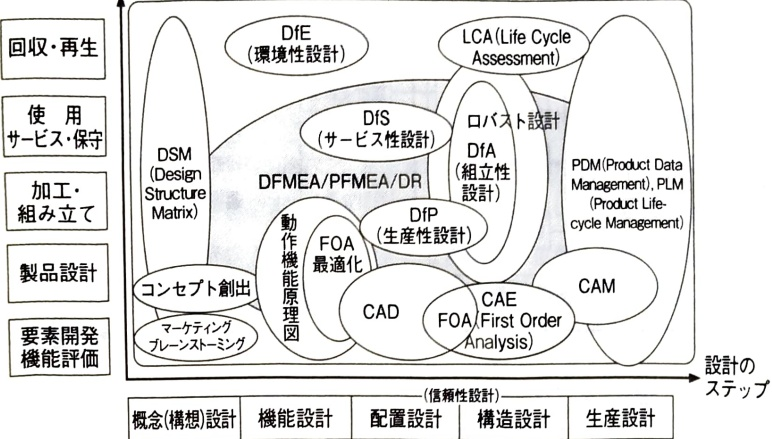 回収・再生
使 用
サービス・保守
加工・
組み立て
製品設計
要素開発
機能評価
DfE
(環境性設計)
LCA(Life Cycle
Assessment)
DfS
(サービス性設計)
ロバスト設計
DfA
(組立性
設計)
DSM
(Design
Structure
Matrix)
DFMEA/PFMEA/DR
PDM(Product Data
Management), PLM
(Product Life-
cycle Management)
DfP
(生産性設計)
動作機能原理図
FOA
最適化
コンセプト創出
マーケティング
ブレーンストーミング
CAD
CAE
FOA(First Order
Analysis)
CAM
設計の
ステップ
(信頼性設計)
概念(構想)設計
機能設計
配置設計
構造設計
生産設計